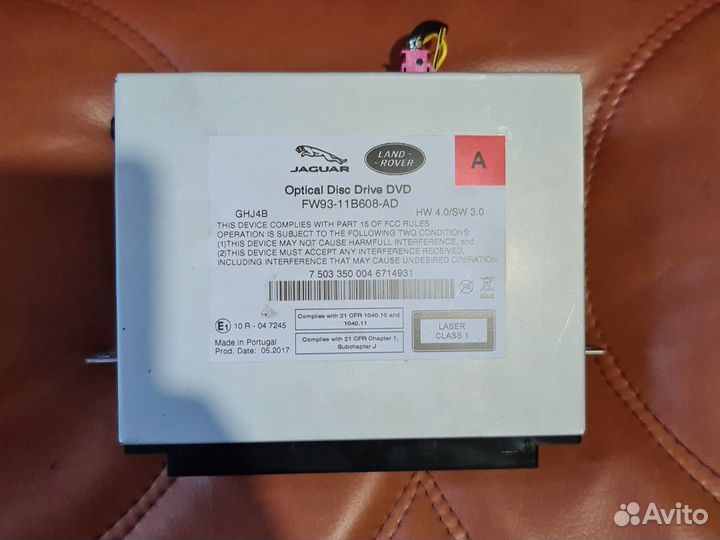 JAGUAR
LAND-
-ROVER
A
Optical Disc Drive DVD
FW93-11B608-AD
GHJ4B HW 4.0/SW 3.0
THIS DEVICE COMPLIES WITH PART 15 OF FCC RULES
OPERATION IS SUBJECT TO THE FOLLOWING TWO CONDITIONS:
(1)THIS DEVICE MAY NOT CAUSE HARMFULL INTERFERENCE, and
(2)THIS DEVICE MUST ACCEPT ANY INTERFERENCE RECEIVED,
INCLUDING INTERFERENCE THAT MAY CAUSE UNDESIRED OPERATION.
7 503 350 004 6714931
E1 10 R - 04 7245
Made in Portugal
Prod. Date: 05.2017
Complies with 21 CFR 1040.10 and
1040.11
Complies with 21 CFR Chapter 1,
Subchapter J
LASER
CLASS 1
Avito